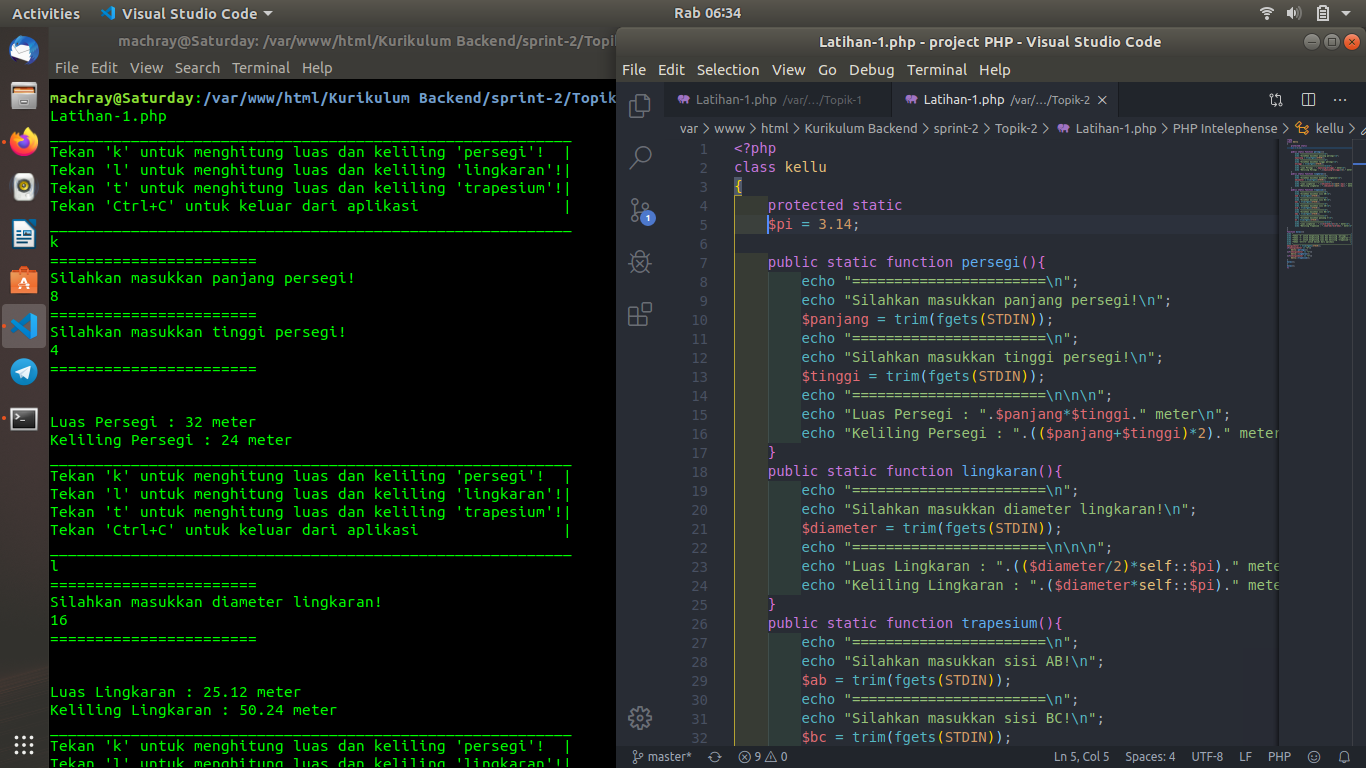 Activities
Visual Studio Code
Rab 06:34
machray@Saturday: /var/www/html/Kurikulum Backend/sprint-2/Topi
File Edit View Search Terminal Help
machray@Saturday:/var/www/html/Kurikulum Backend/sprint-2/Topik
Latihan-1.php
__________________________________________________________
Tekan 'k' untuk menghitung luas dan keliling 'persegi'!  |
Tekan 'l' untuk menghitung luas dan keliling 'lingkaran'!|
Tekan 't' untuk menghitung luas dan keliling 'trapesium'!|
Tekan 'Ctrl+C' untuk keluar dari aplikasi                |
__________________________________________________________
k
=======================
Silahkan masukkan panjang persegi!
8
=======================
Silahkan masukkan tinggi persegi!
4
=======================
Luas Persegi : 32 meter
Keliling Persegi : 24 meter
__________________________________________________________
Tekan 'k' untuk menghitung luas dan keliling 'persegi'!  |
Tekan 'l' untuk menghitung luas dan keliling 'lingkaran'!|
Tekan 't' untuk menghitung luas dan keliling 'trapesium'!|
Tekan 'Ctrl+C' untuk keluar dari aplikasi                |
__________________________________________________________
l
=======================
Silahkan masukkan diameter lingkaran!
16
=======================
Luas Lingkaran : 25.12 meter
Keliling Lingkaran : 50.24 meter
__________________________________________________________
Tekan 'k' untuk menghitung luas dan keliling 'persegi'!  |
Tekan 'l' untuk menghitung luas dan keliling 'lingkaran'!|
Latihan-1.php - project PHP - Visual Studio Code
File Edit Selection View Go Debug Terminal Help
Latihan-1.php /var/.../Topik-1
Latihan-1.php /var/.../Topik-2
var > www > html > Kurikulum Backend > sprint-2 > Topik-2 > Latihan-1.php > PHP Intelephense > kellu >
1 <?php
2 class kellu
3 {
4     protected static
5     $pi = 3.14;
6
7     public static function persegi(){
8         echo "=======================\n";
9         echo "Silahkan masukkan panjang persegi!\n";
10         $panjang = trim(fgets(STDIN));
11         echo "=======================\n";
12         echo "Silahkan masukkan tinggi persegi!\n";
13         $tinggi = trim(fgets(STDIN));
14         echo "=======================\n\n\n";
15         echo "Luas Persegi : ".$panjang*$tinggi." meter\n";
16         echo "Keliling Persegi : ".(($panjang+$tinggi)*2)." meter
17     }
18     public static function lingkaran(){
19         echo "=======================\n";
20         echo "Silahkan masukkan diameter lingkaran!\n";
21         $diameter = trim(fgets(STDIN));
22         echo "=======================\n\n\n";
23         echo "Luas Lingkaran : ".(($diameter/2)*self::$pi)." mete
24         echo "Keliling Lingkaran : ".($diameter*self::$pi)." mete
25     }
26     public static function trapesium(){
27         echo "=======================\n";
28         echo "Silahkan masukkan sisi AB!\n";
29         $ab = trim(fgets(STDIN));
30         echo "=======================\n";
31         echo "Silahkan masukkan sisi BC!\n";
32         $bc = trim(fgets(STDIN));
1
master* 9 0 Ln 5, Col 5 Spaces: 4 UTF-8 LF PHP